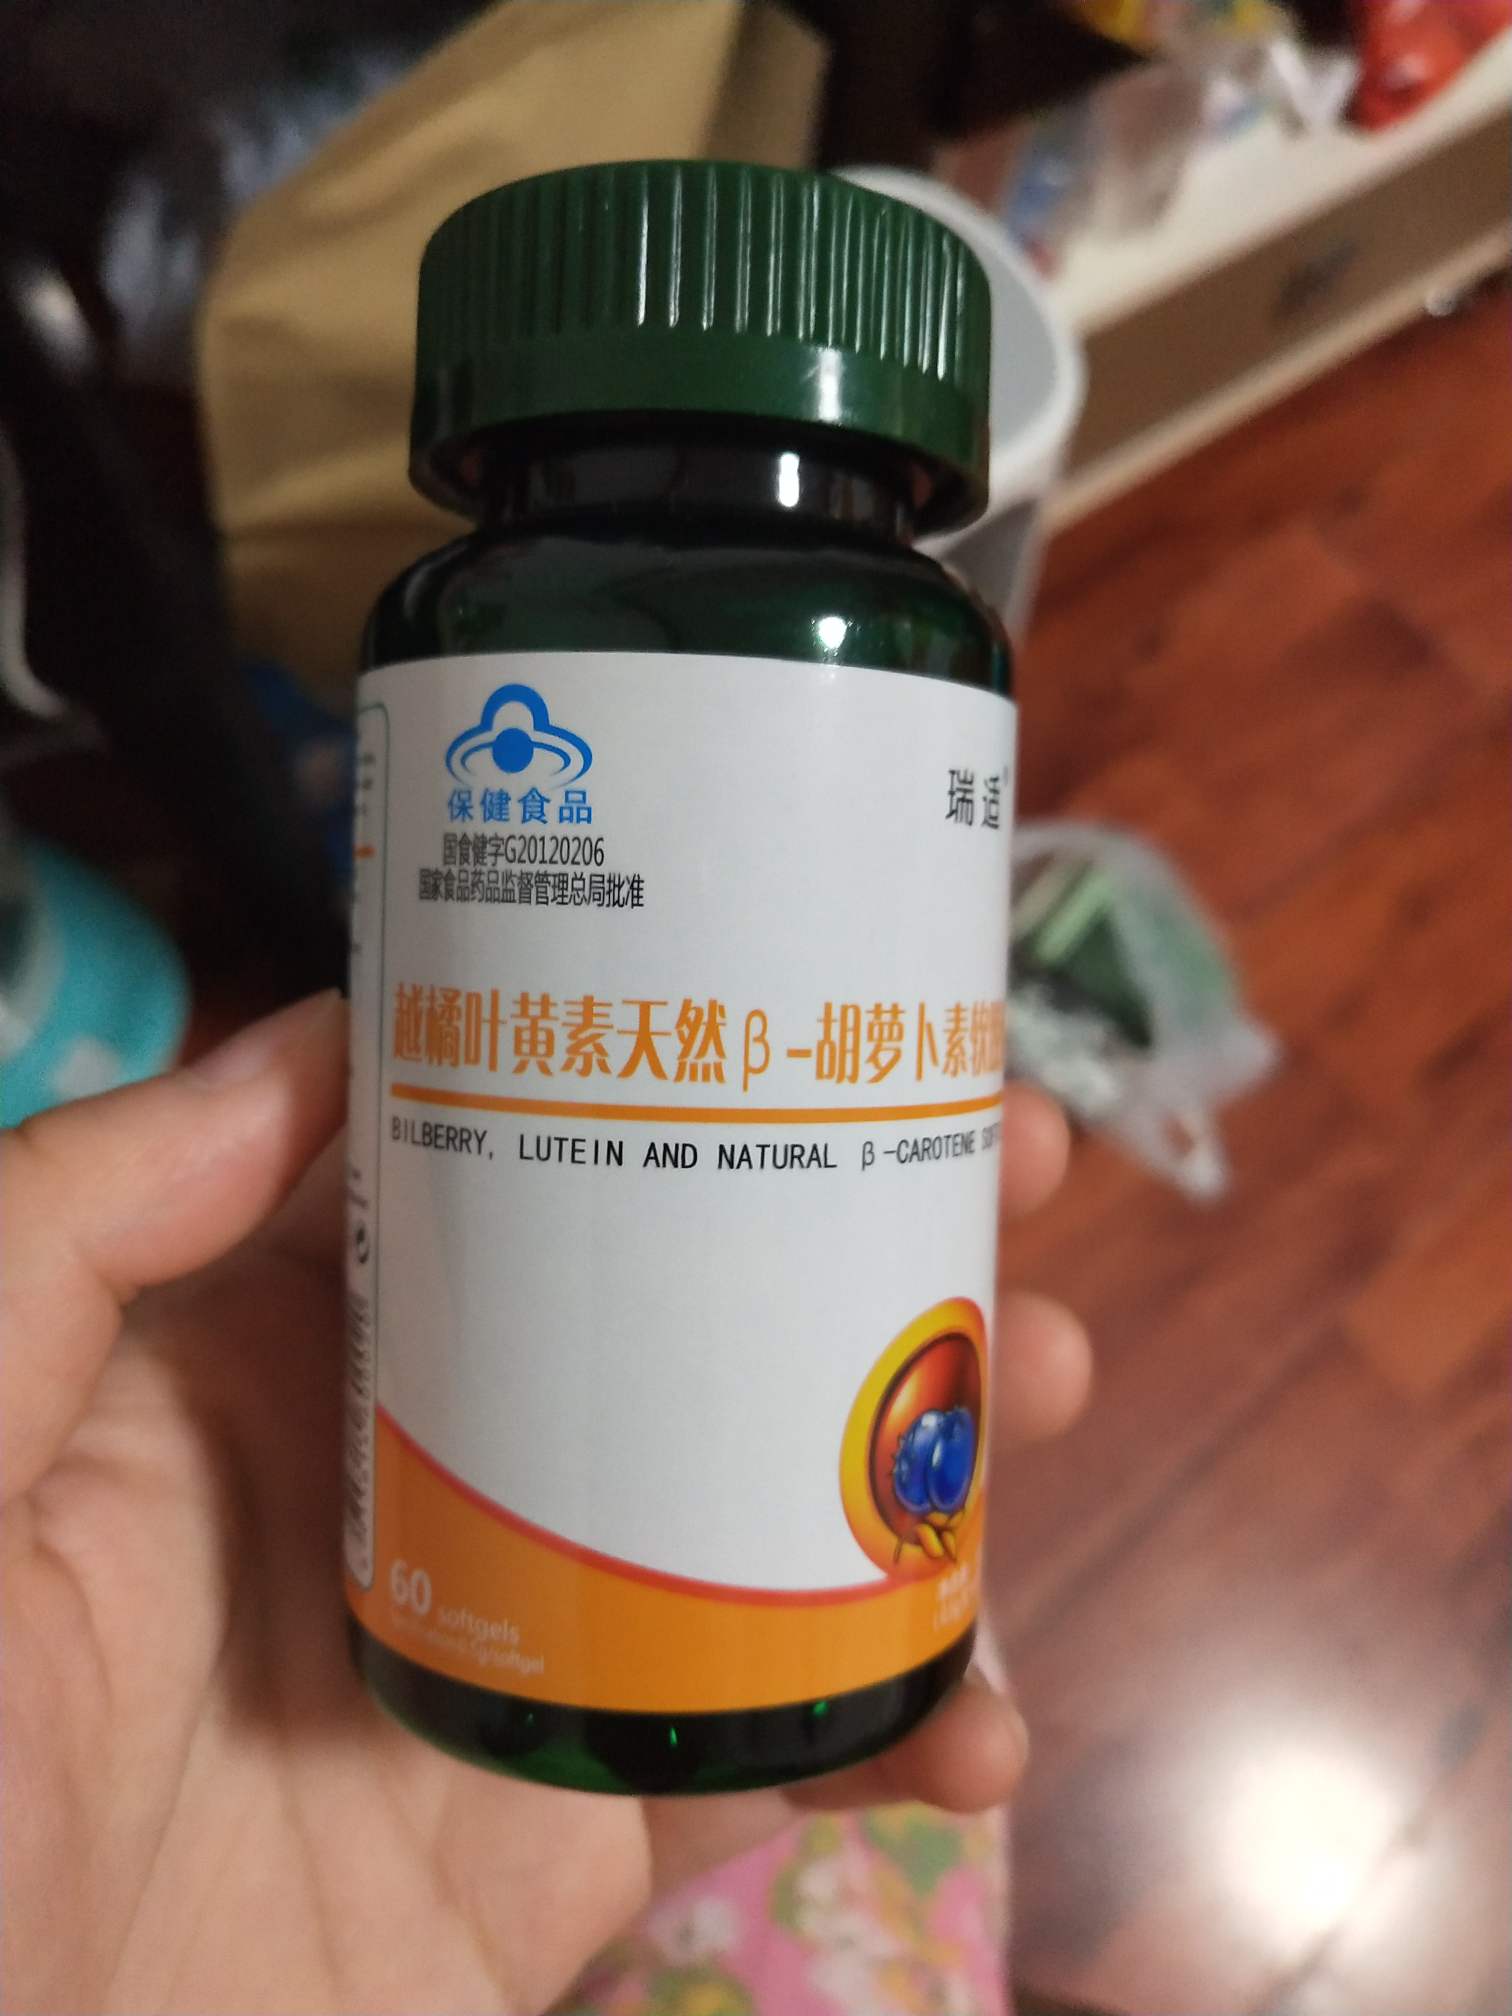 保健食品
国食健字G20120206
国家食品药品监督管理总局批准
瑞适
越橘叶黄素天然β-胡萝卜素软
BILBERRY, LUTEIN AND NATURAL β-CAROTENE
60 softgels